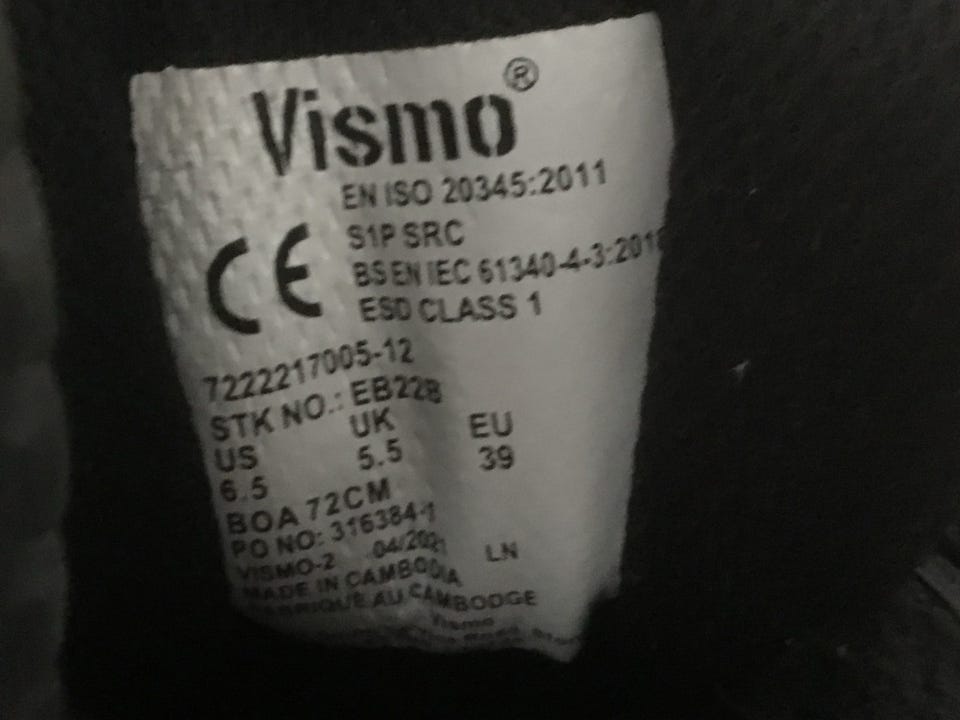 Vismo®
EN ISO 20345:2011
CE
S1P SRC
BS EN IEC 61340-4-3:2018
ESD CLASS 1
7222217005-12
STK NO.: EB22B
US UK EU
6.5 5.5 39
BOA 72CM
PO NO: 316384-1
VISMO-2 04/2021 LN
MADE IN CAMBODIA
FABRIQUE AU CAMBODGE
Vismo